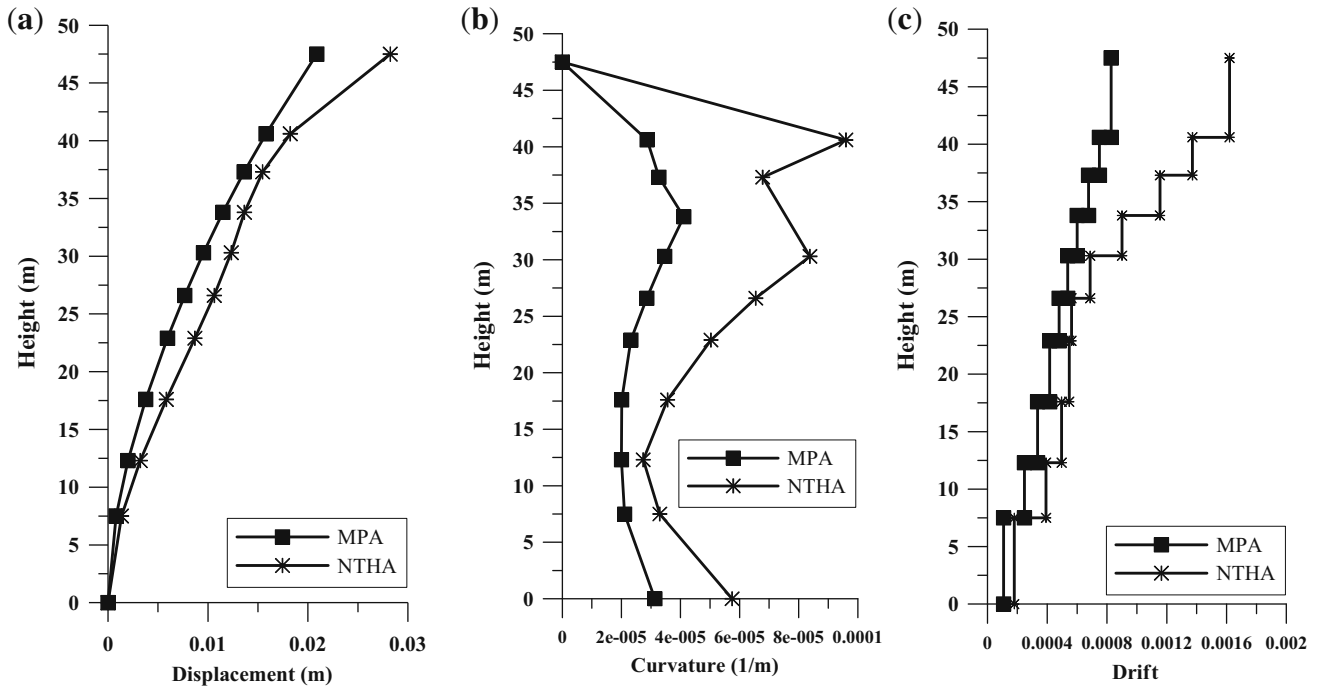 (a)
50
45
40
35
30
25
20
15
10
5
0
Height (m)
0
0.01
0.02
0.03
Displacement (m)
MPA
NTHA
(b)
50
45
40
35
30
25
20
15
10
5
0
Height (m)
0
2e-005
4e-005
6e-005
8e-005
0.0001
Curvature (1/m)
MPA
NTHA
(c)
50
45
40
35
30
25
20
15
10
5
0
Height (m)
0
0.0004
0.0008
0.0012
0.0016
0.002
Drift
MPA
NTHA